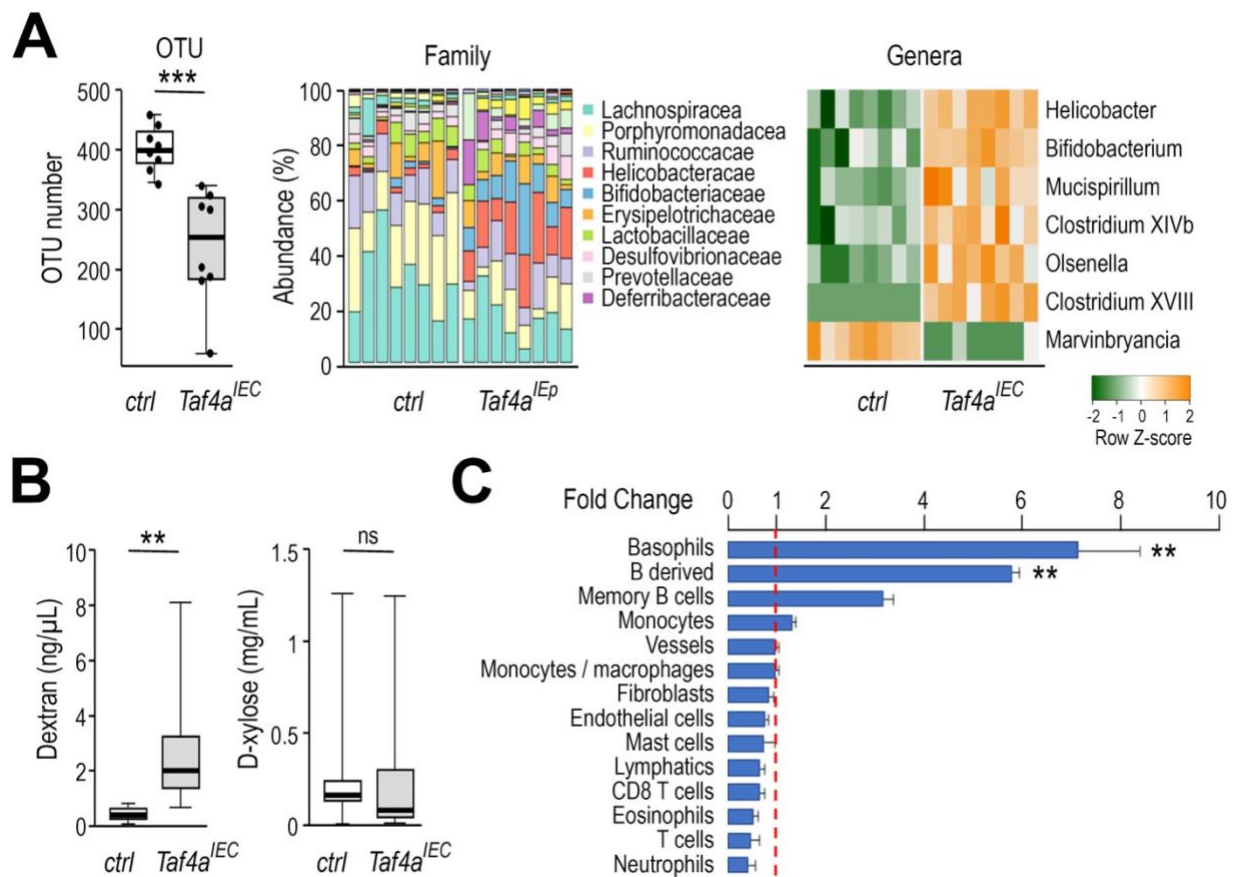 A
OTU
***
OTU number
500
400
300
200
100
ctrl Taf4a^IEC
Family
Abundance (%)
100
80
60
40
20
0
ctrl Taf4a^IEp
Lachnospiracea
Porphyromonadacea
Ruminococcacae
Helicobacteracae
Bifidobacteriaceae
Erysipelotrichaceae
Lactobacillaceae
Desulfovibrionaceae
Prevotellaceae
Deferribacteraceae
Genera
Helicobacter
Bifidobacterium
Mucispirillum
Clostridium XIVb
Olsenella
Clostridium XVIII
Marvinbryancia
ctrl Taf4a^IEC
-2 -1 0 1 2
Row Z-score
B
**
Dextran (ng/µL)
10
8
6
4
2
0
ctrl Taf4a^IEC
ns
D-xylose (mg/mL)
1.5
1
0.5
0
ctrl Taf4a^IEC
C
Fold Change 0 1 2 4 6 8 10
Basophils **
B derived **
Memory B cells
Monocytes
Vessels
Monocytes / macrophages
Fibroblasts
Endothelial cells
Mast cells
Lymphatics
CD8 T cells
Eosinophils
T cells
Neutrophils